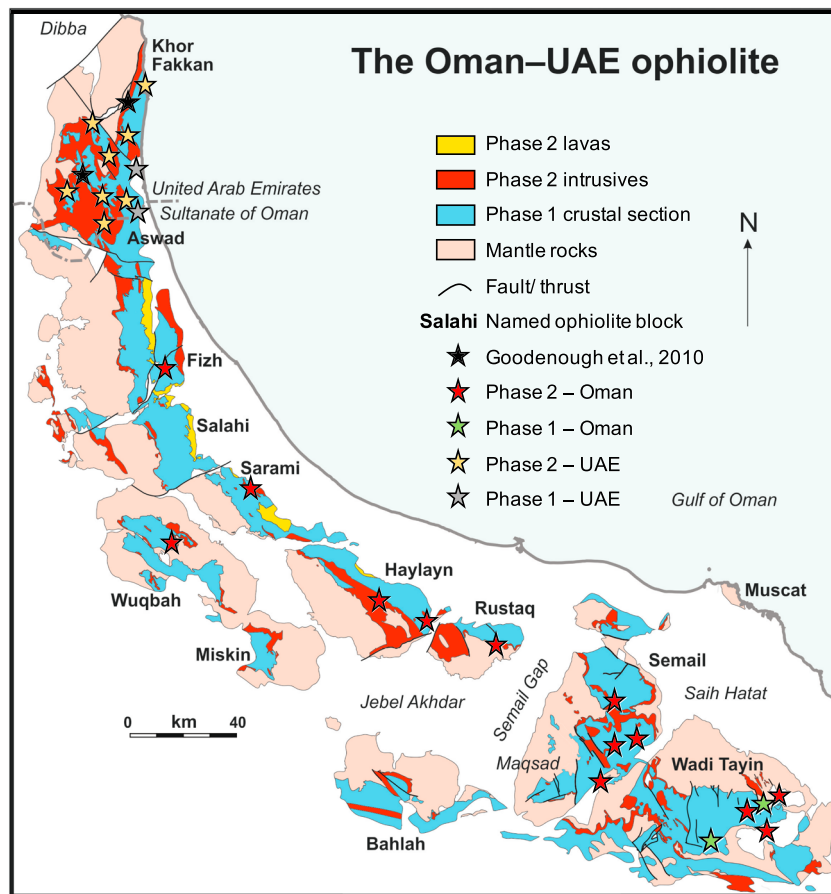 Dibba
Khor
Fakkan
The Oman–UAE ophiolite
Phase 2 lavas
Phase 2 intrusives
Phase 1 crustal section
Mantle rocks
Fault/ thrust
Salahi Named ophiolite block
Goodenough et al., 2010
Phase 2 – Oman
Phase 1 – Oman
Phase 2 – UAE
Phase 1 – UAE
N
United Arab Emirates
Sultanate of Oman
Aswad
Fizh
Salahi
Sarami
Gulf of Oman
Wuqbah
Haylayn
Rustaq
Muscat
Miskin
Semail
Jebel Akhdar
Semail Gap
Saih Hatat
0 km 40
Maqsad
Wadi Tayin
Bahlah